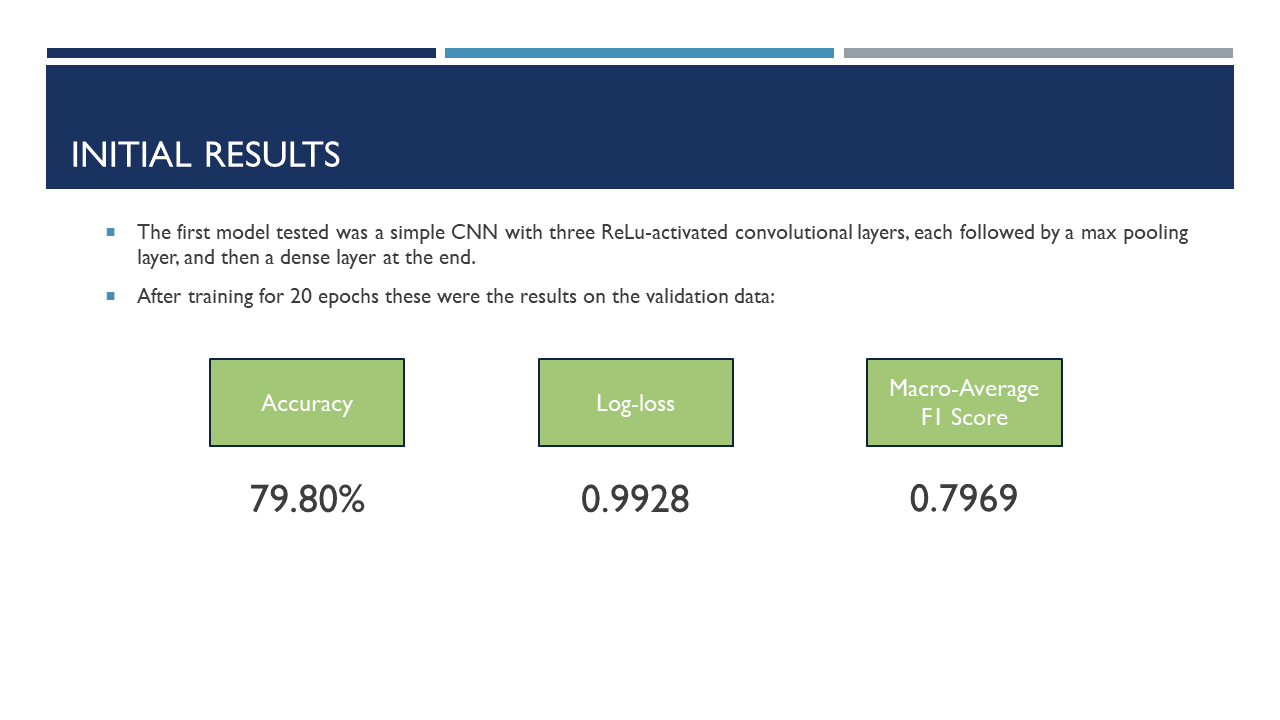 INITIAL RESULTS
The first model tested was a simple CNN with three ReLu-activated convolutional layers, each followed by a max pooling
layer, and then a dense layer at the end.
After training for 20 epochs these were the results on the validation data:
Accuracy
Log-loss
Macro-Average
F1 Score
79.80%
0.9928
0.7969